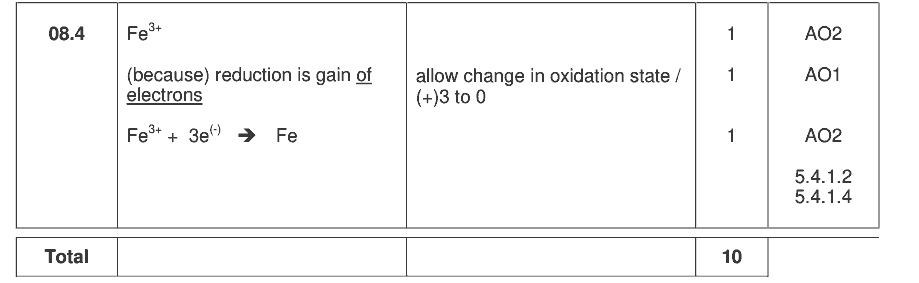 08.4 Fe³⁺ 1 AO2
(because) reduction is gain of allow change in oxidation state / 1 AO1
electrons (+)3 to 0
Fe³⁺ + 3e⁽⁻⁾ ➔ Fe 1 AO2
5.4.1.2
5.4.1.4
Total 10